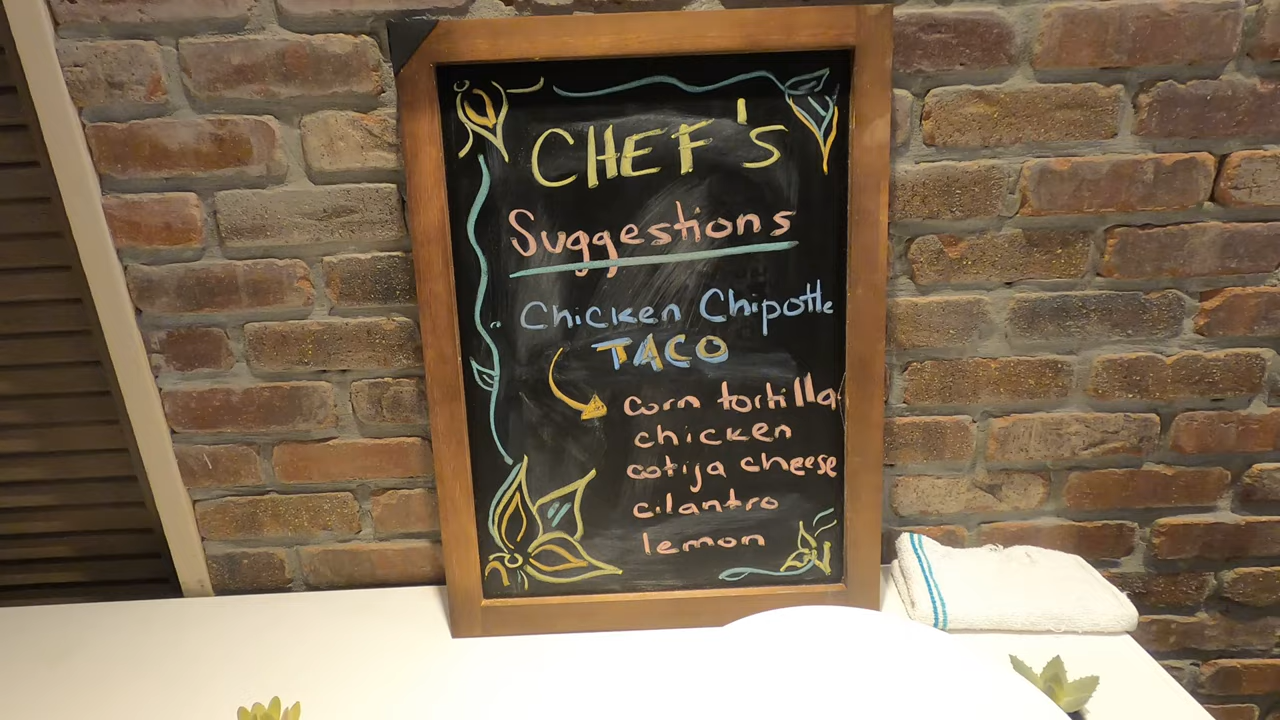 CHEF'S
Suggestions
Chicken Chipotle
TACO
corn tortilla
chicken
cotija cheese
cilantro
lemon